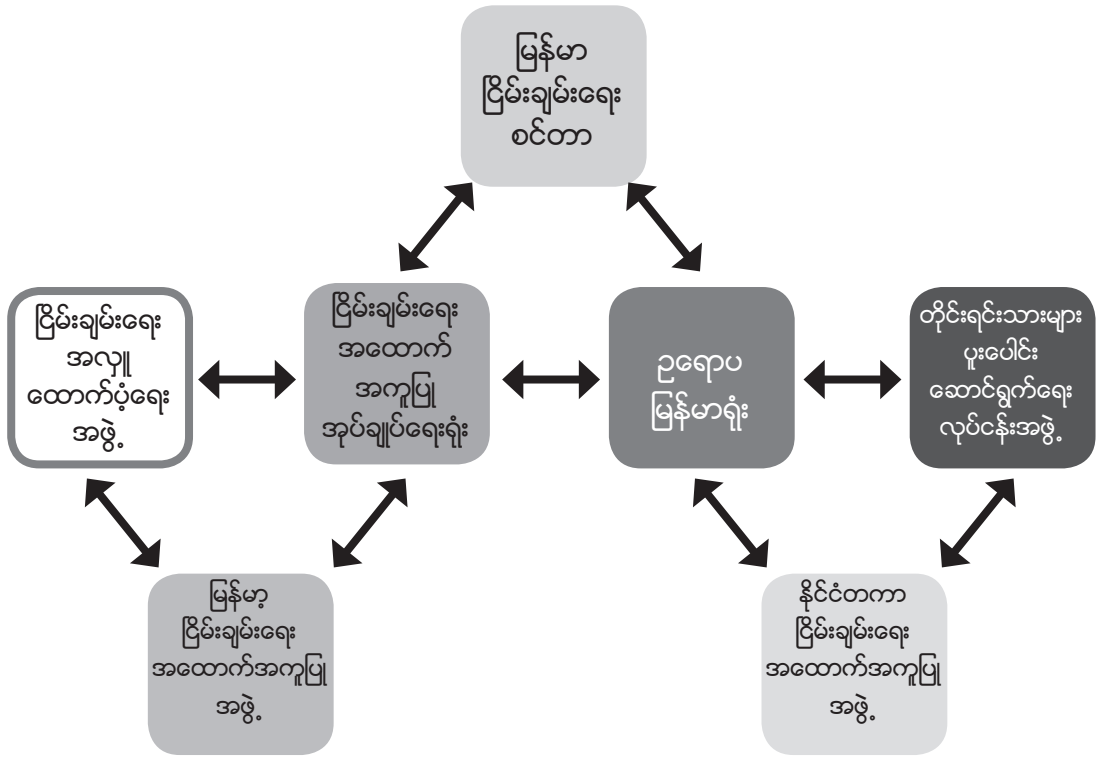 မြန်မာ
ငြိမ်းချမ်းရေး
စင်တာ
ငြိမ်းချမ်းရေး
အလှူ
ထောက်ပံ့ရေး
အဖွဲ့
ငြိမ်းချမ်းရေး
အထောက်
အကူပြု
အုပ်ချုပ်ရေးရုံး
ဥရောပ
မြန်မာရုံး
တိုင်းရင်းသားများ
ပူးပေါင်း
ဆောင်ရွက်ရေး
လုပ်ငန်းအဖွဲ့
မြန်မာ့
ငြိမ်းချမ်းရေး
အထောက်အကူပြု
အဖွဲ့
နိုင်ငံတကာ
ငြိမ်းချမ်းရေး
အထောက်အကူပြု
အဖွဲ့